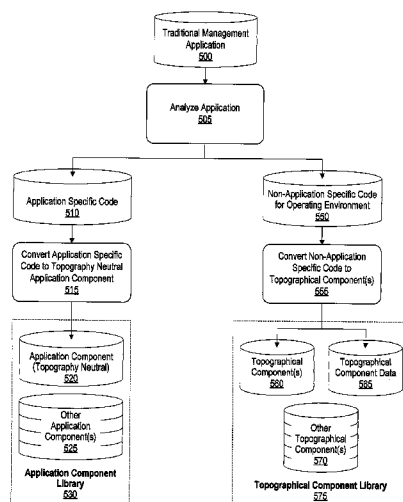 Traditional Management
Application
500
Analyze Application
505
Application Specific Code
510
Non-Application Specific Code
for Operating Environment
550
Convert Application Specific
Code to Topography Neutral
Application Component
515
Convert Non-Application
Specific Code to
Topographical Component(s)
555
Application Component
(Topography Neutral)
520
Topographical
Component(s)
560
Topographical
Component Data
565
Other
Application
Component(s)
525
Other
Topographical
Component(s)
570
Application Component
Library
530
Topographical Component Library
575